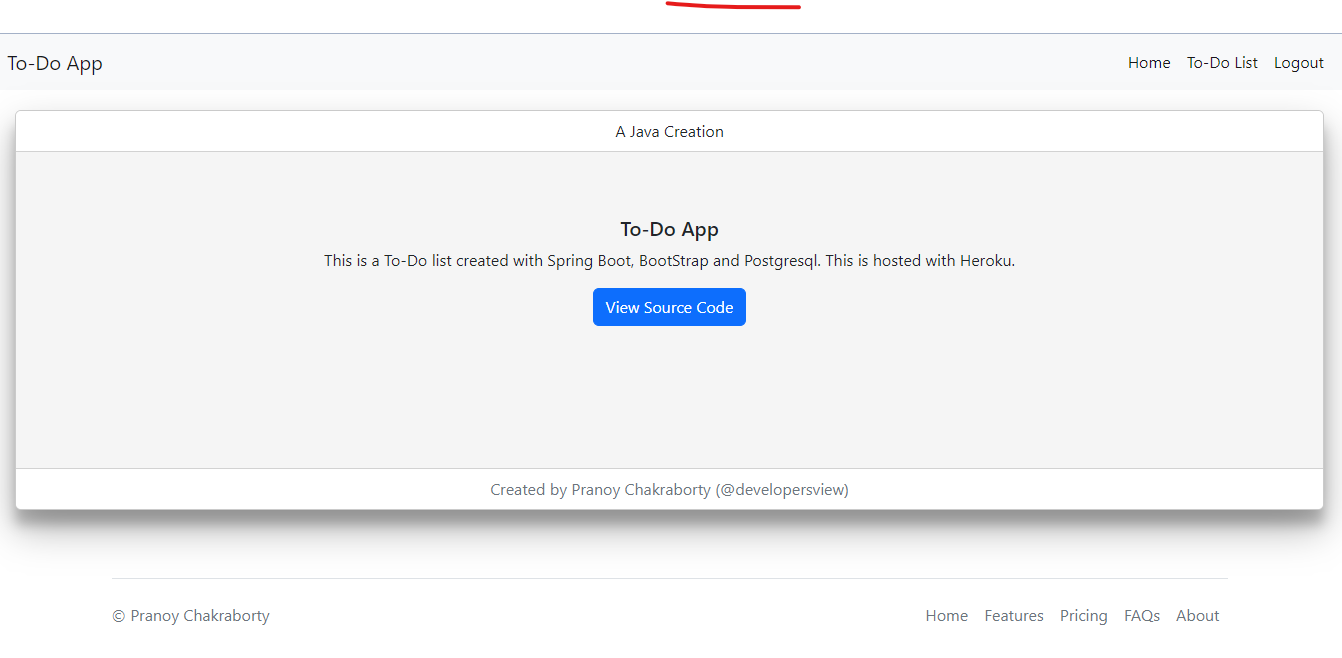 To-Do App
Home To-Do List Logout
A Java Creation
To-Do App
This is a To-Do list created with Spring Boot, BootStrap and Postgresql. This is hosted with Heroku.
View Source Code
Created by Pranoy Chakraborty (@developersview)
© Pranoy Chakraborty
Home Features Pricing FAQs About